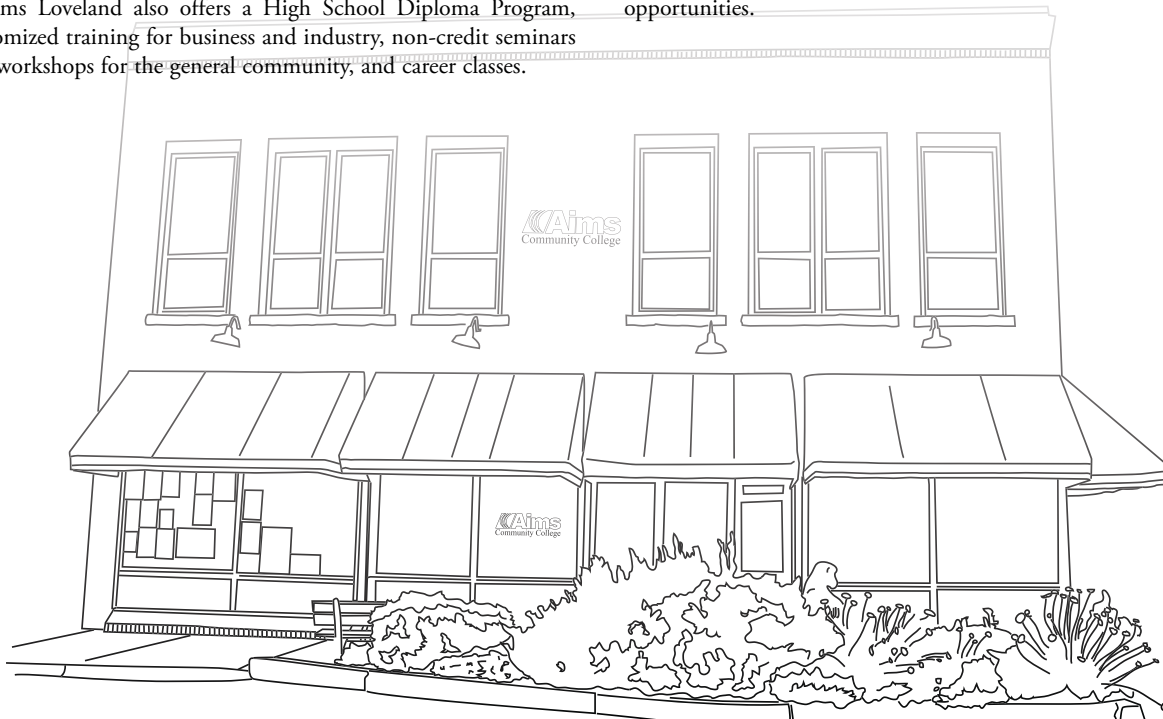 ms Loveland also offers a High School Diploma Program,
omized training for business and industry, non-credit seminars
workshops for the general community, and career classes.
opportunities.
Aims
Community College
Aims
Community College